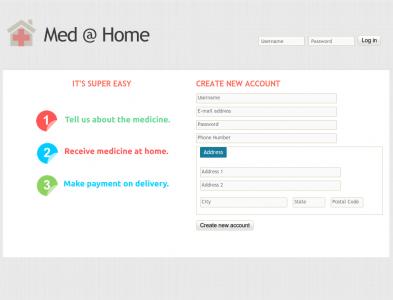 Med @ Home
Username Password Log in
IT'S SUPER EASY
1 Tell us about the medicine.
2 Receive medicine at home.
3 Make payment on delivery.
CREATE NEW ACCOUNT
Username
E-mail address
Password
Phone Number
Address
Address 1
Address 2
City State Postal Code
Create new account